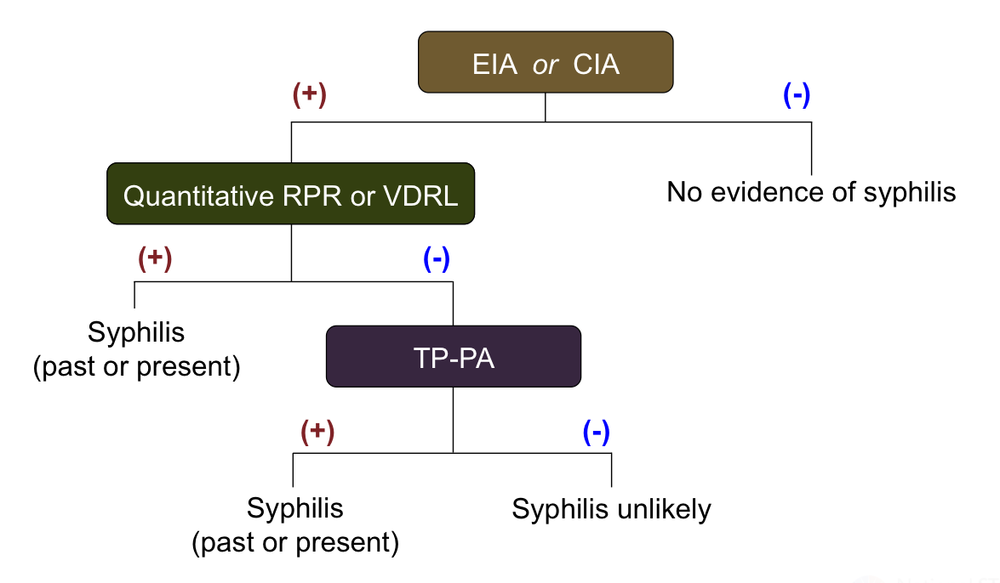 EIA or CIA
(+)
(-)
Quantitative RPR or VDRL
No evidence of syphilis
(+)
(-)
Syphilis
(past or present)
TP-PA
(+)
(-)
Syphilis
(past or present)
Syphilis unlikely